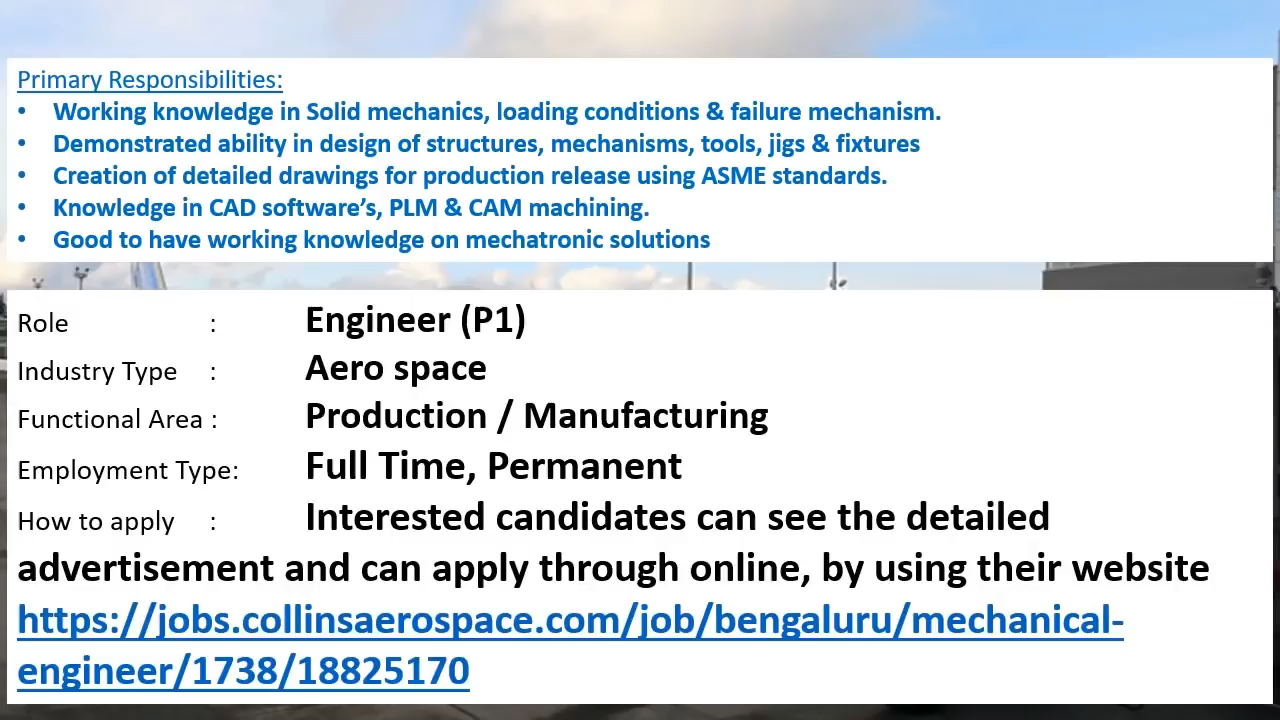 Primary Responsibilities:
• Working knowledge in Solid mechanics, loading conditions & failure mechanism.
• Demonstrated ability in design of structures, mechanisms, tools, jigs & fixtures
• Creation of detailed drawings for production release using ASME standards.
• Knowledge in CAD software's, PLM & CAM machining.
• Good to have working knowledge on mechatronic solutions
Role : Engineer (P1)
Industry Type : Aero space
Functional Area : Production / Manufacturing
Employment Type: Full Time, Permanent
How to apply : Interested candidates can see the detailed
advertisement and can apply through online, by using their website
https://jobs.collinsaerospace.com/job/bengaluru/mechanical-
engineer/1738/18825170